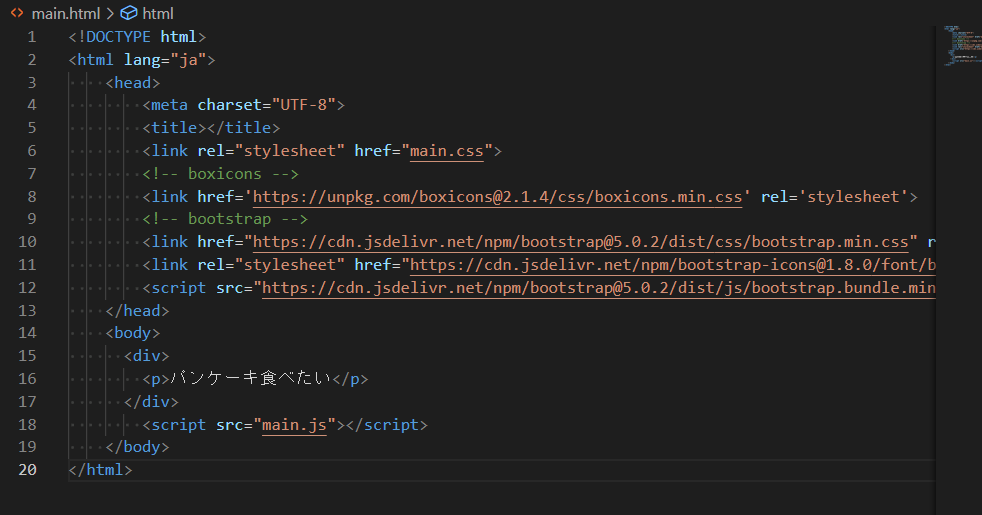 main.html > html
1 <!DOCTYPE html>
2 <html lang="ja">
3 <head>
4 <meta charset="UTF-8">
5 <title></title>
6 <link rel="stylesheet" href="main.css">
7 <!-- boxicons -->
8 <link href='https://unpkg.com/boxicons@2.1.4/css/boxicons.min.css' rel='stylesheet'>
9 <!-- bootstrap -->
10 <link href="https://cdn.jsdelivr.net/npm/bootstrap@5.0.2/dist/css/bootstrap.min.css" r
11 <link rel="stylesheet" href="https://cdn.jsdelivr.net/npm/bootstrap-icons@1.8.0/font/b
12 <script src="https://cdn.jsdelivr.net/npm/bootstrap@5.0.2/dist/js/bootstrap.bundle.min
13 </head>
14 <body>
15 <div>
16 <p>パンケーキ食べたい</p>
17 </div>
18 <script src="main.js"></script>
19 </body>
20 </html>